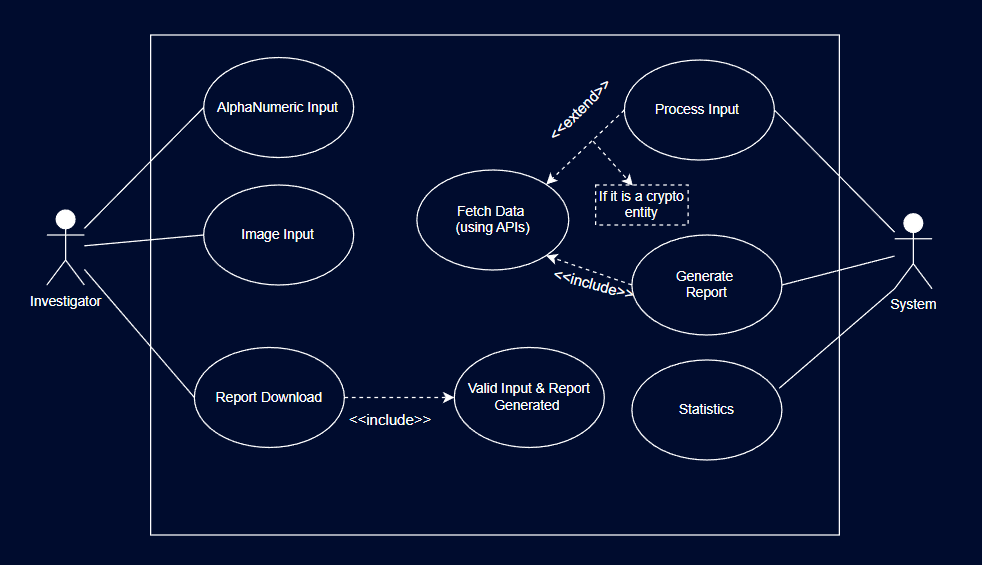 AlphaNumeric Input
<<extend>>
Process Input
If it is a crypto
entity
Fetch Data
(using APIs)
Image Input
Investigator
<<include>>
Generate
Report
System
Report Download
<<include>>
Valid Input & Report
Generated
Statistics